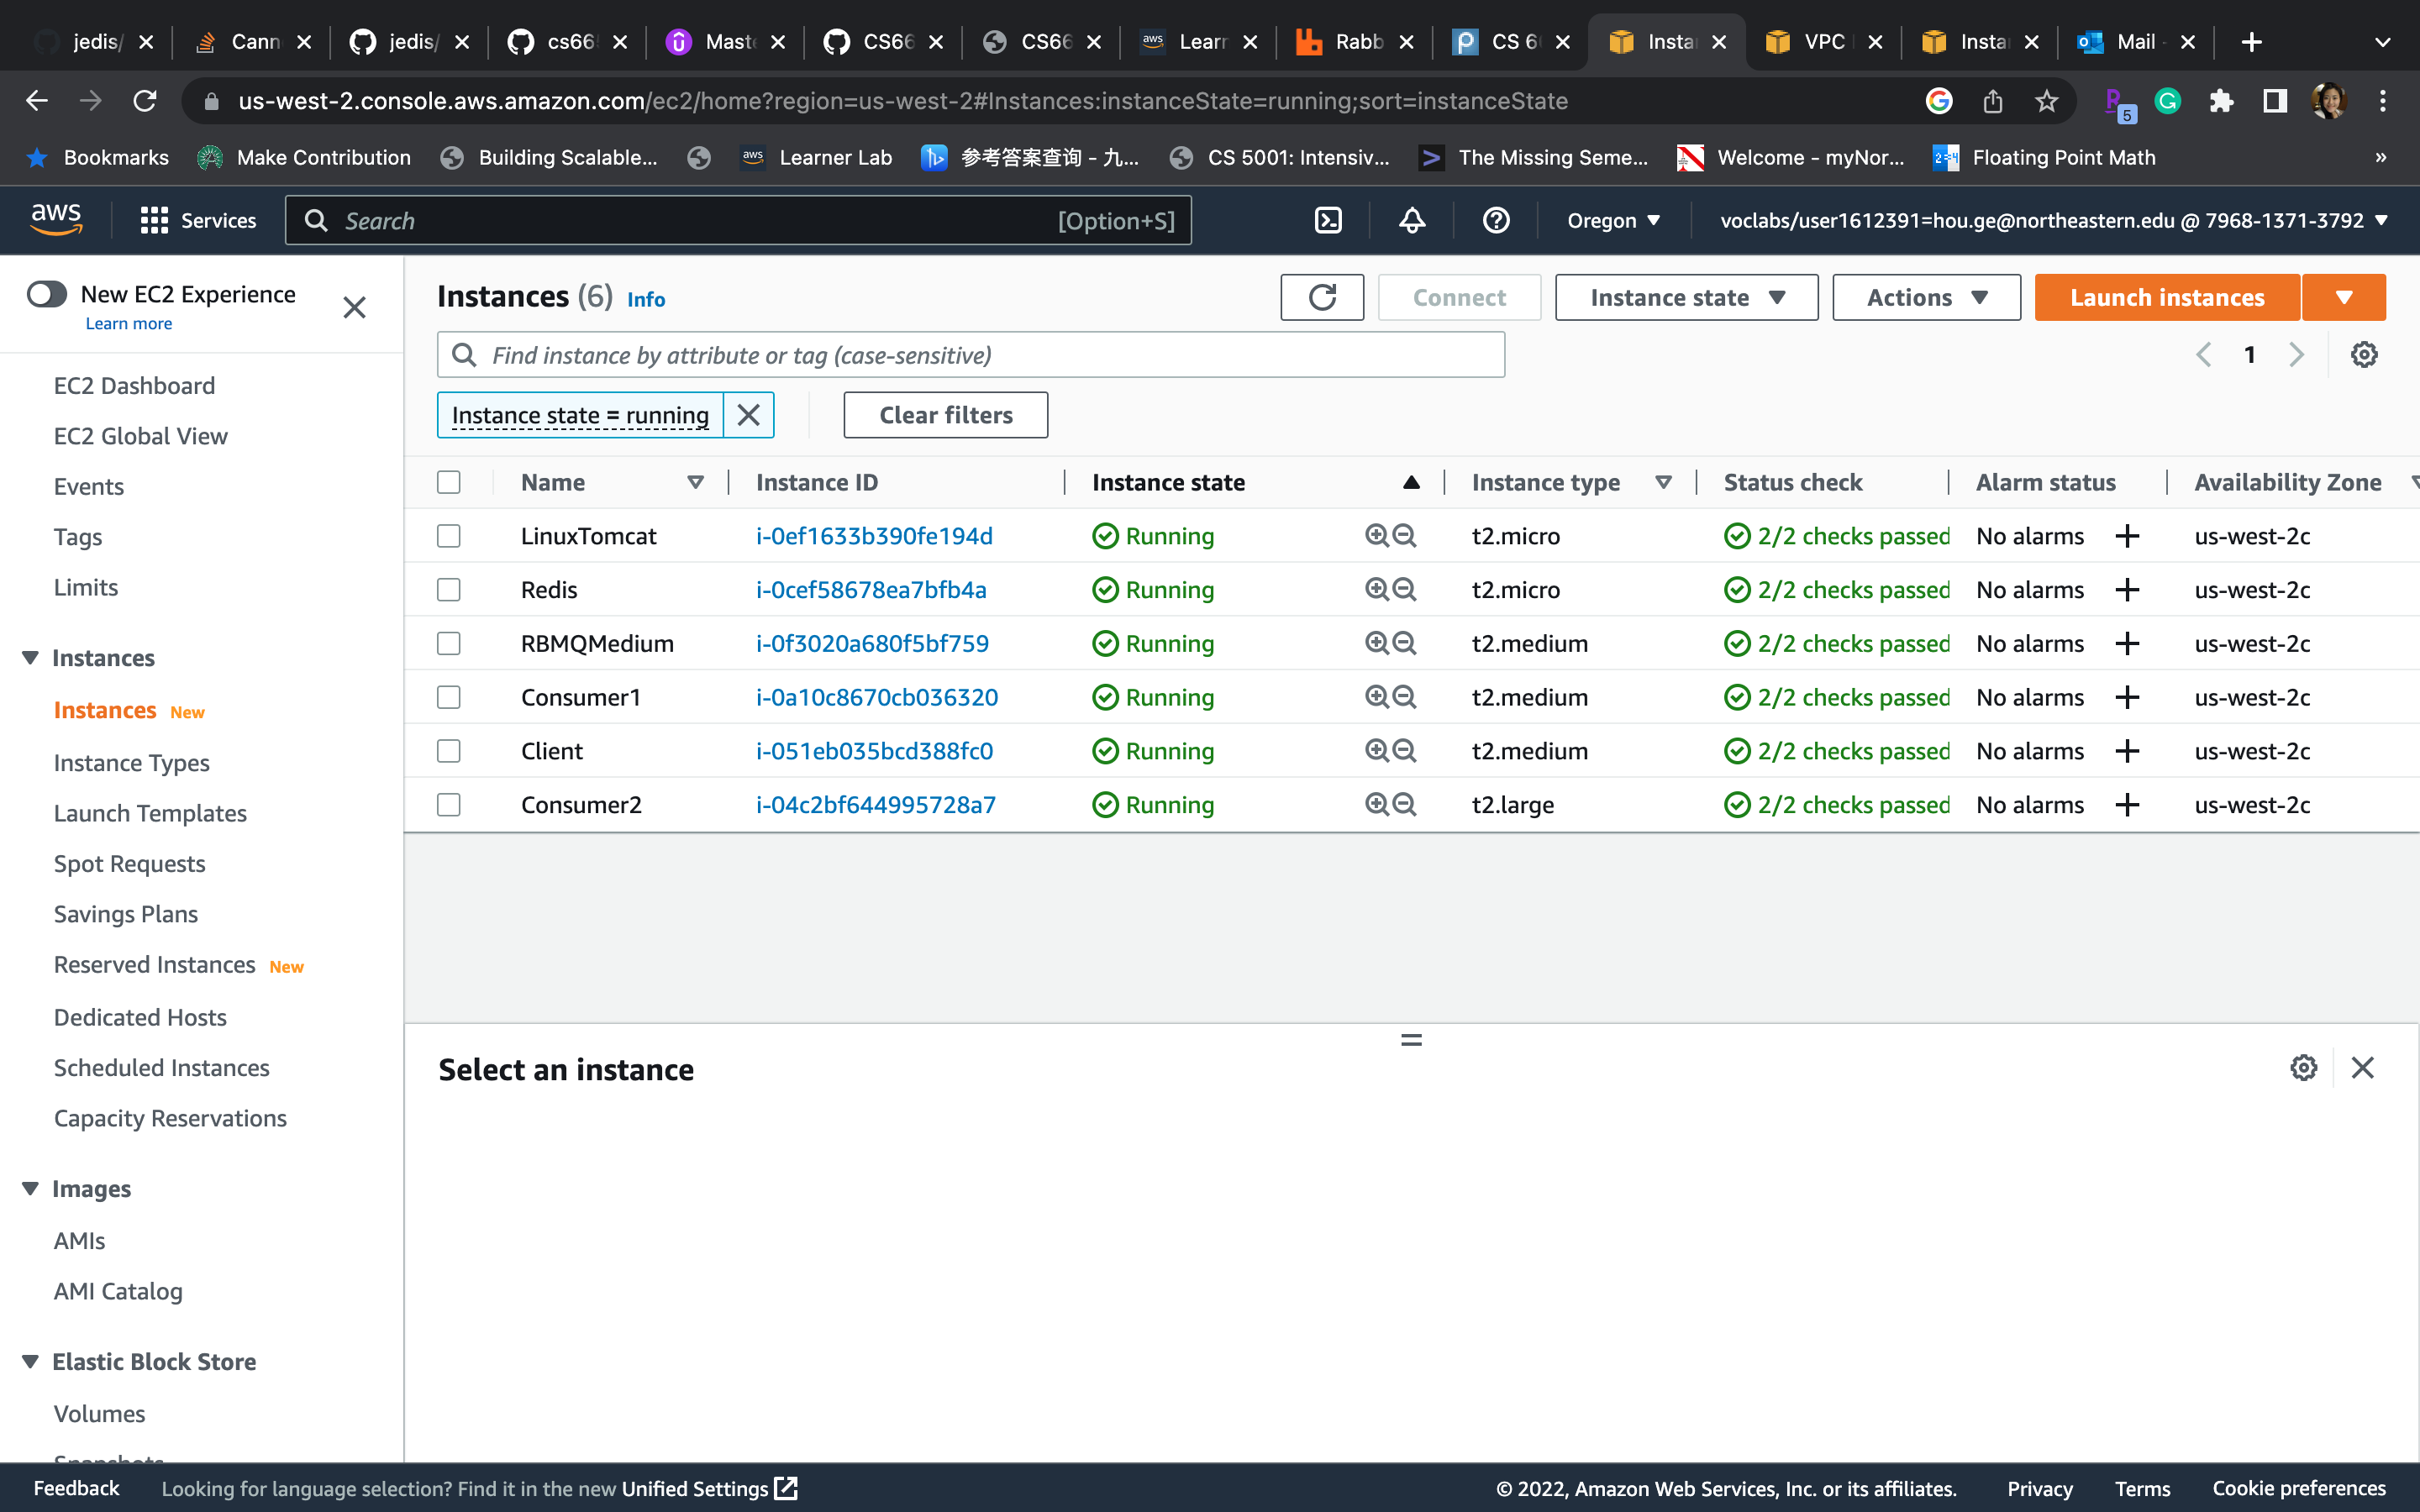 jedis/ Cann jedis/ cs66 Maste CS66 CS66 Learn Rabb CS 6 Insta VPC Insta Mail -
us-west-2.console.aws.amazon.com/ec2/home?region=us-west-2#Instances:instanceState=running;sort=instanceState 5
Bookmarks Make Contribution Building Scalable... aws Learner Lab 参考答案查询 - 九... CS 5001: Intensiv... The Missing Seme... Welcome - myNor... Floating Point Math »
aws Services Search [Option+S] Oregon voclabs/user1612391=hou.ge@northeastern.edu @ 7968-1371-3792
New EC2 Experience
Learn more
EC2 Dashboard
EC2 Global View
Events
Tags
Limits
Instances
Instances New
Instance Types
Launch Templates
Spot Requests
Savings Plans
Reserved Instances New
Dedicated Hosts
Scheduled Instances
Capacity Reservations
Images
AMIs
AMI Catalog
Elastic Block Store
Volumes
Snapshots
Instances (6) Info Connect Instance state Actions Launch instances
Find instance by attribute or tag (case-sensitive) 1
Instance state = running Clear filters
Name Instance ID Instance state Instance type Status check Alarm status Availability Zone
LinuxTomcat i-0ef1633b390fe194d Running t2.micro 2/2 checks passed No alarms us-west-2c
Redis i-0cef58678ea7bfb4a Running t2.micro 2/2 checks passed No alarms us-west-2c
RBMQMedium i-0f3020a680f5bf759 Running t2.medium 2/2 checks passed No alarms us-west-2c
Consumer1 i-0a10c8670cb036320 Running t2.medium 2/2 checks passed No alarms us-west-2c
Client i-051eb035bcd388fc0 Running t2.medium 2/2 checks passed No alarms us-west-2c
Consumer2 i-04c2bf644995728a7 Running t2.large 2/2 checks passed No alarms us-west-2c
Select an instance
Feedback Looking for language selection? Find it in the new Unified Settings © 2022, Amazon Web Services, Inc. or its affiliates. Privacy Terms Cookie preferences